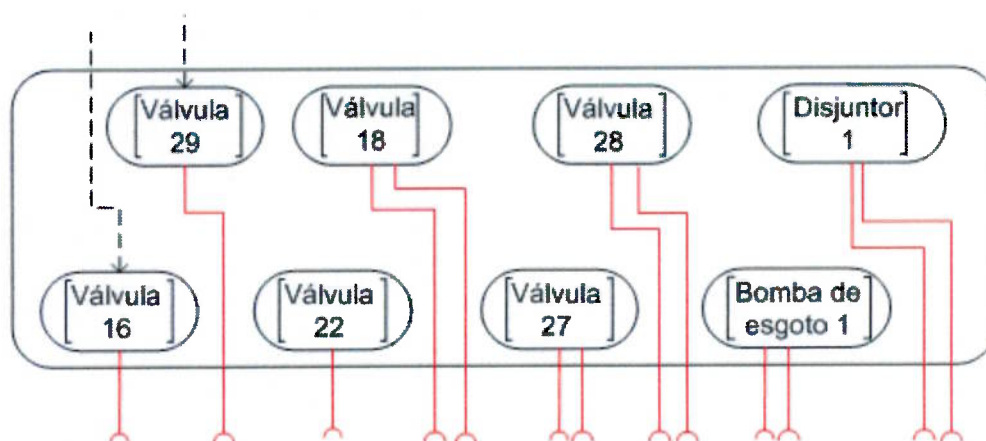 Válvula
29
Válvula
18
Válvula
28
Disjuntor
1
Válvula
16
Válvula
22
Válvula
27
Bomba de
esgoto 1